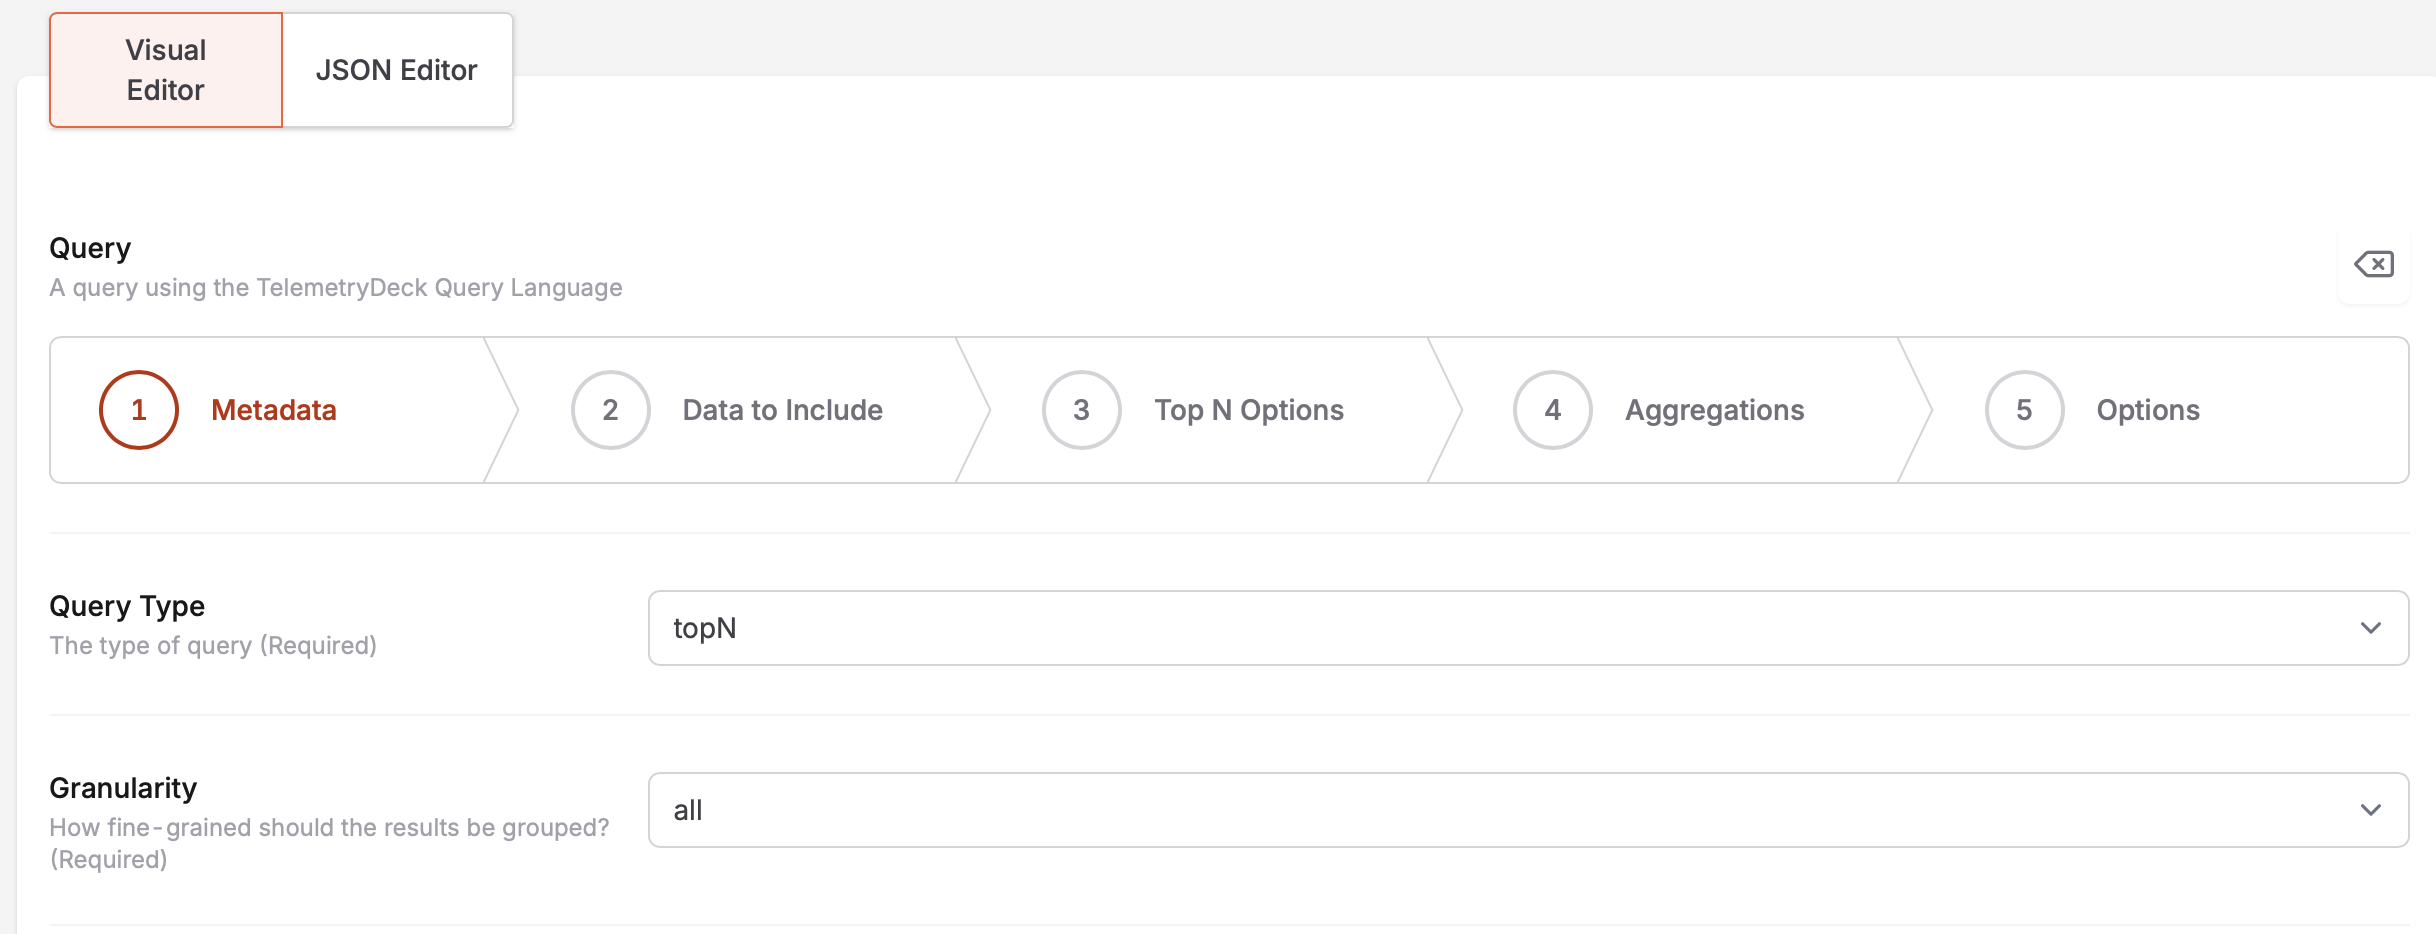 Visual
Editor
JSON Editor
Query
A query using the TelemetryDeck Query Language
1 Metadata
2 Data to Include
3 Top N Options
4 Aggregations
5 Options
Query Type
The type of query (Required)
topN
Granularity
How fine-grained should the results be grouped?
(Required)
all